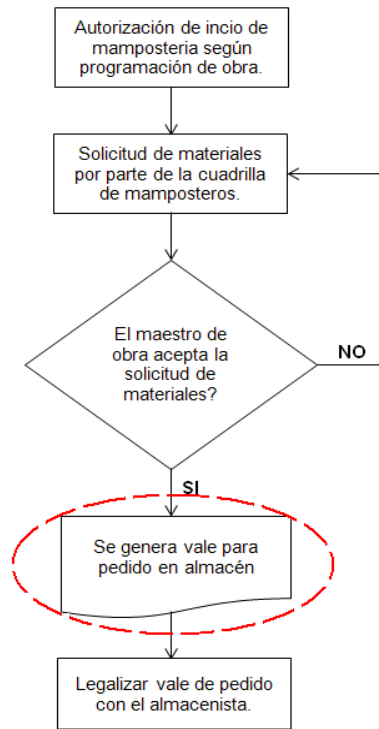 Autorización de incio de
mamposteria según
programación de obra.
Solicitud de materiales
por parte de la cuadrilla
de mamposteros.
El maestro de
obra acepta la
solicitud de
materiales?
NO
SI
Se genera vale para
pedido en almacén
Legalizar vale de pedido
con el almacenista.